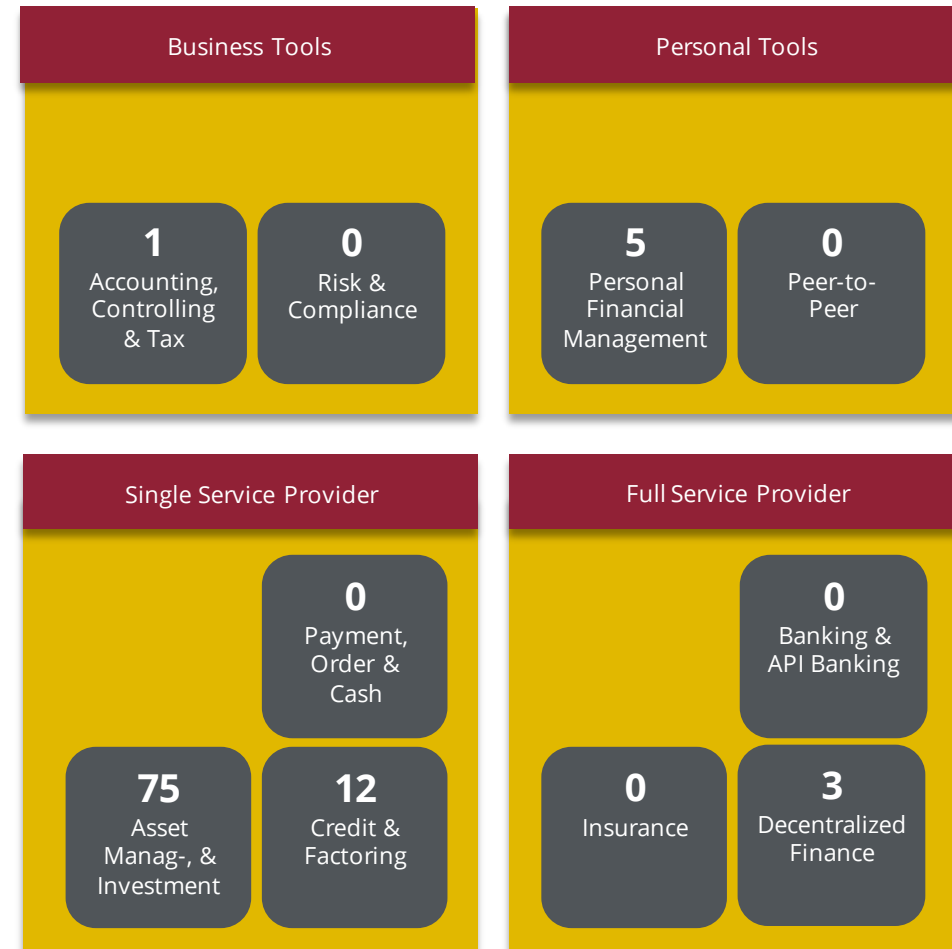 Business Tools
1
Accounting,
Controlling
& Tax
0
Risk &
Compliance
Personal Tools
5
Personal
Financial
Management
0
Peer-to-
Peer
Single Service Provider
0
Payment,
Order &
Cash
75
Asset
Manag-, &
Investment
12
Credit &
Factoring
Full Service Provider
0
Banking &
API Banking
0
Insurance
3
Decentralized
Finance